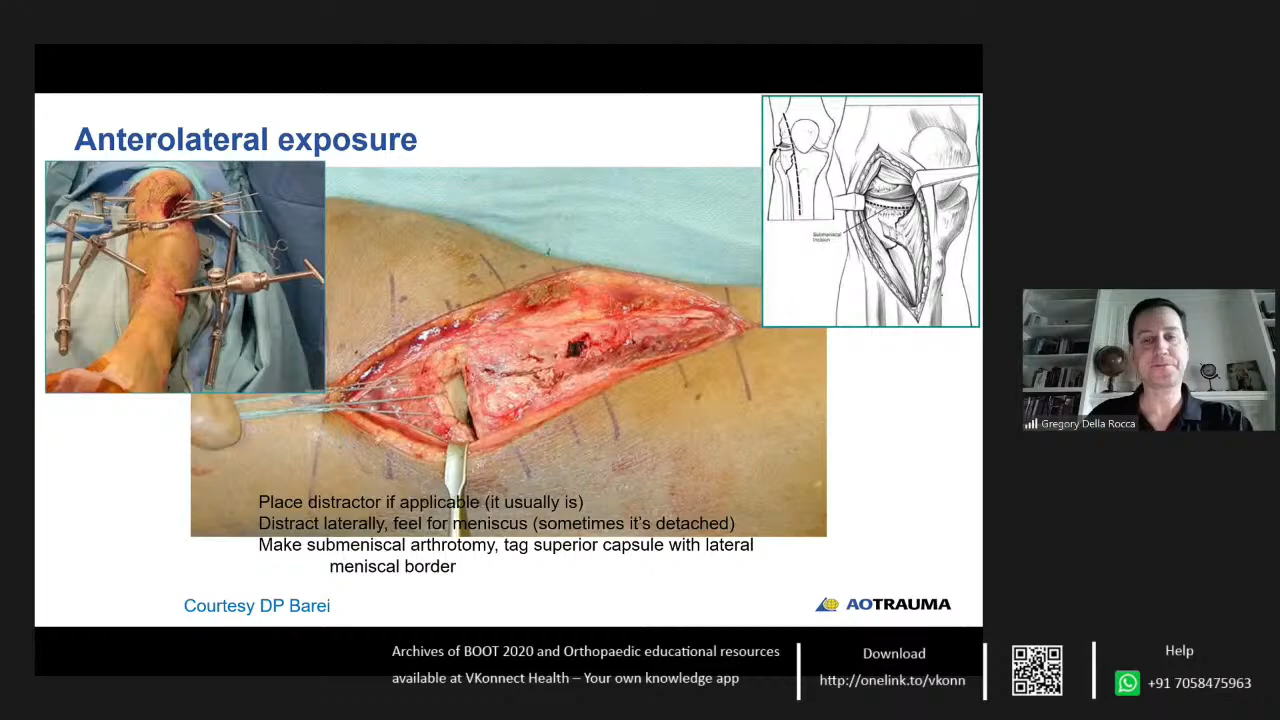 Anterolateral exposure
Submeniscal
incision
Place distractor if applicable (it usually is)
Distract laterally, feel for meniscus (sometimes it's detached)
Make submeniscal arthrotomy, tag superior capsule with lateral
meniscal border
Courtesy DP Barei
AOTRAUMA
Gregory Della Rocca
Archives of BOOT 2020 and Orthopaedic educational resources
available at VKonnect Health – Your own knowledge app
Download
http://onelink.to/vkonn
Help
+91 7058475963